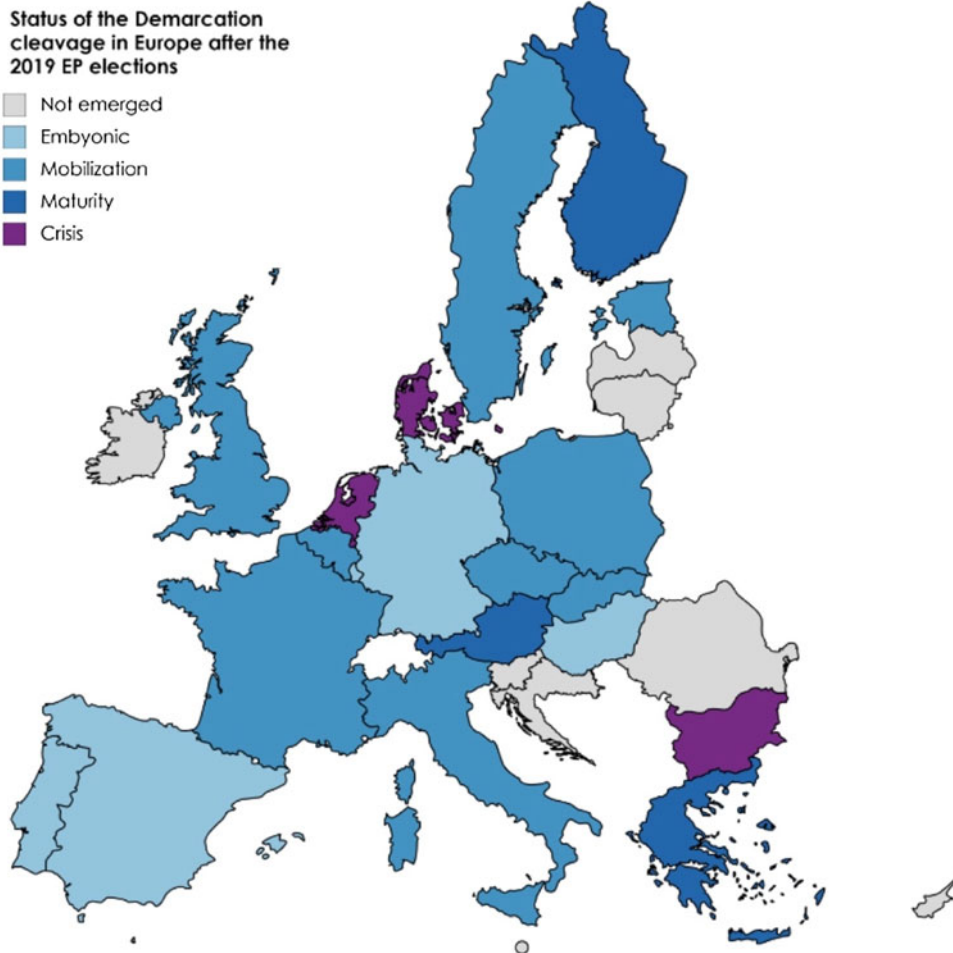 Status of the Demarcation
cleavage in Europe after the
2019 EP elections
Not emerged
Embyonic
Mobilization
Maturity
Crisis